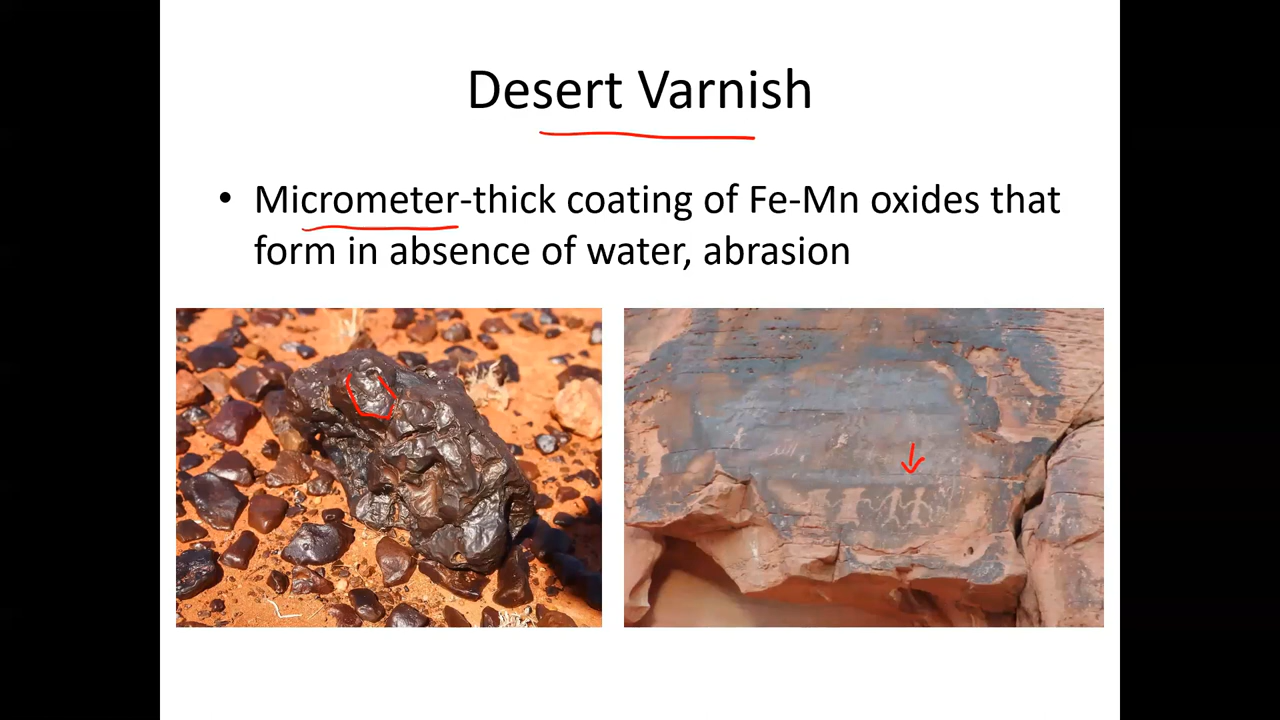 Desert Varnish
• Micrometer-thick coating of Fe-Mn oxides that
form in absence of water, abrasion